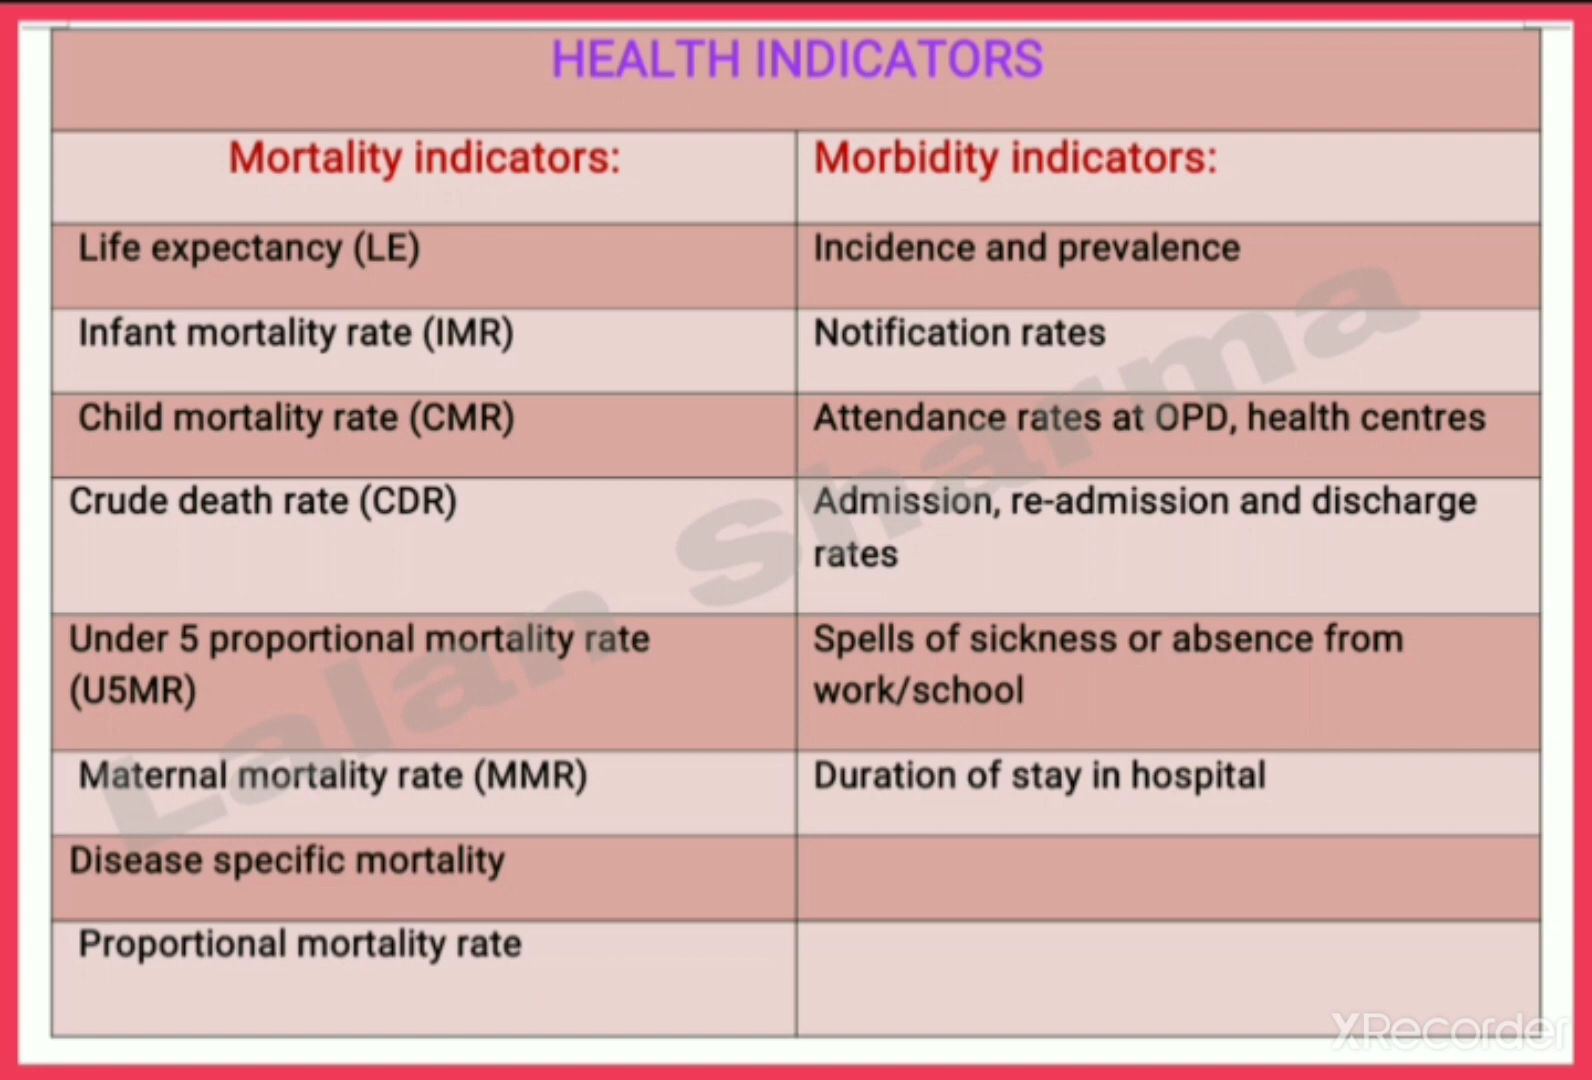 HEALTH INDICATORS
Mortality indicators:
Morbidity indicators:
Life expectancy (LE)
Incidence and prevalence
Infant mortality rate (IMR)
Notification rates
Child mortality rate (CMR)
Attendance rates at OPD, health centres
Crude death rate (CDR)
Admission, re-admission and discharge
rates
Under 5 proportional mortality rate
(U5MR)
Spells of sickness or absence from
work/school
Maternal mortality rate (MMR)
Duration of stay in hospital
Disease specific mortality
Proportional mortality rate
Lalan Sharma
XRecorder